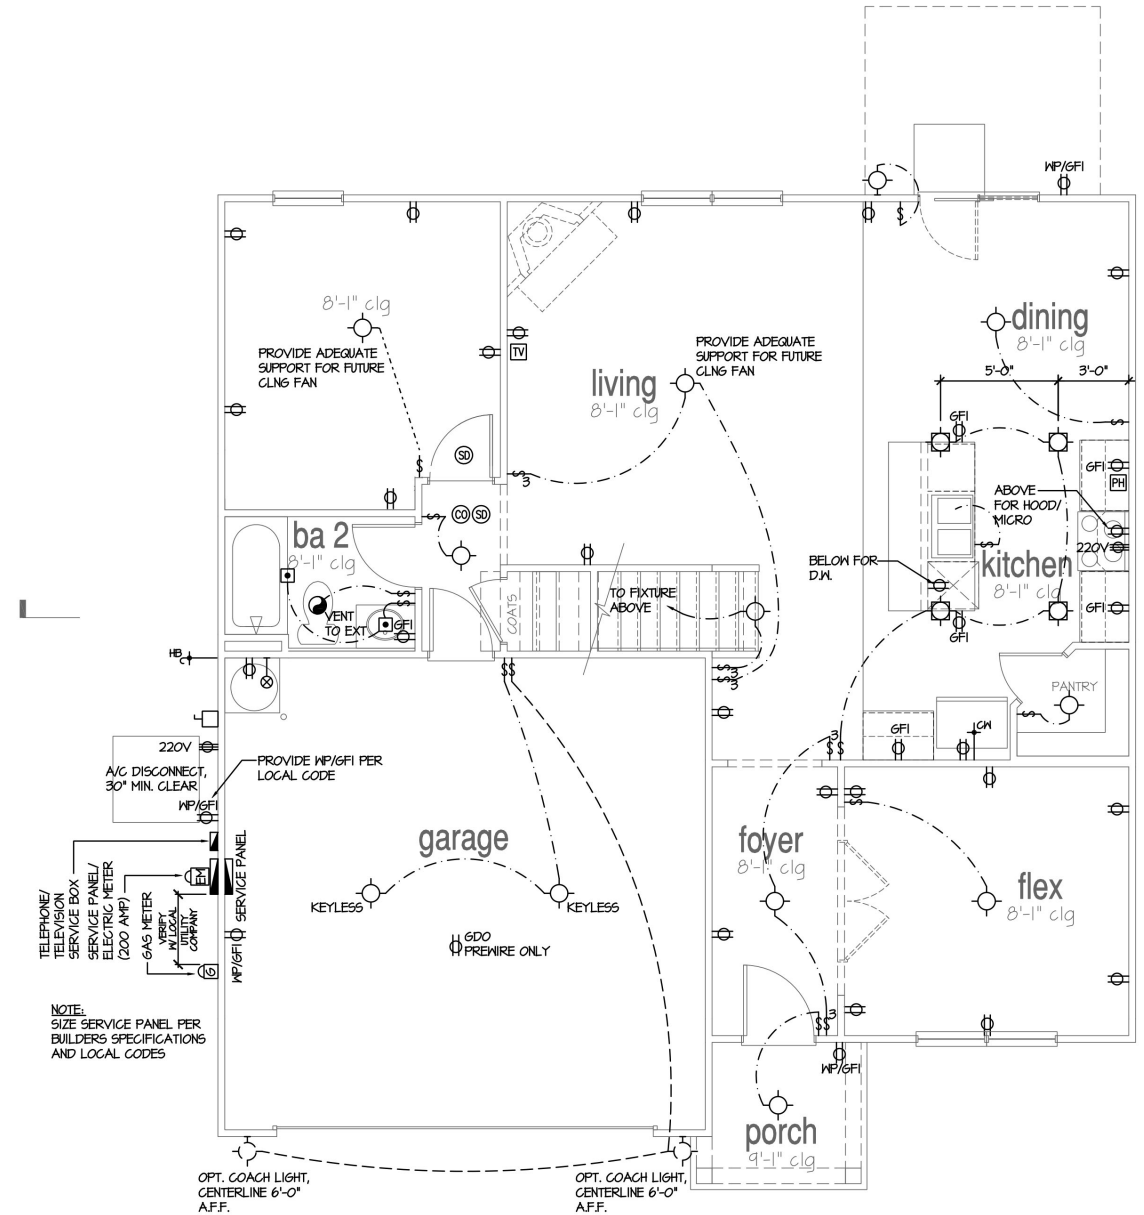 WP/GFI
8'-1" clg
PROVIDE ADEQUATE
SUPPORT FOR FUTURE
CLNG FAN
TV
living
8'-1" clg
PROVIDE ADEQUATE
SUPPORT FOR FUTURE
CLNG FAN
dining
8'-1" clg
5'-0"
3'-0"
GFI
S
SD
S
3
GFI
PH
ABOVE
FOR HOOD/
MICRO
220V
CO
SD
ba 2
8'-1" clg
VENT
TO EXT
GFI
COATS
TO FIXTURE
ABOVE
BELOW FOR
D.W.
kitchen
8'-1" clg
GFI
GFI
HB
3
3
PANTRY
GFI
CW
3
220V
A/C DISCONNECT,
30" MIN. CLEAR
WP/GFI
PROVIDE WP/GFI PER
LOCAL CODE
TELEPHONE/
TELEVISION
SERVICE BOX
SERVICE PANEL/
ELECTRIC METER
(200 AMP)
GAS METER
VERIFY
W/ LOCAL
UTILITY
COMPANY
EM
G
SERVICE PANEL
WP/GFI
garage
KEYLESS
KEYLESS
GDO
PREWIRE ONLY
foyer
8'-1" clg
flex
8'-1" clg
NOTE:
SIZE SERVICE PANEL PER
BUILDERS SPECIFICATIONS
AND LOCAL CODES
3
WP/GFI
porch
9'-1" clg
OPT. COACH LIGHT,
CENTERLINE 6'-0"
A.F.F.
OPT. COACH LIGHT,
CENTERLINE 6'-0"
A.F.F.